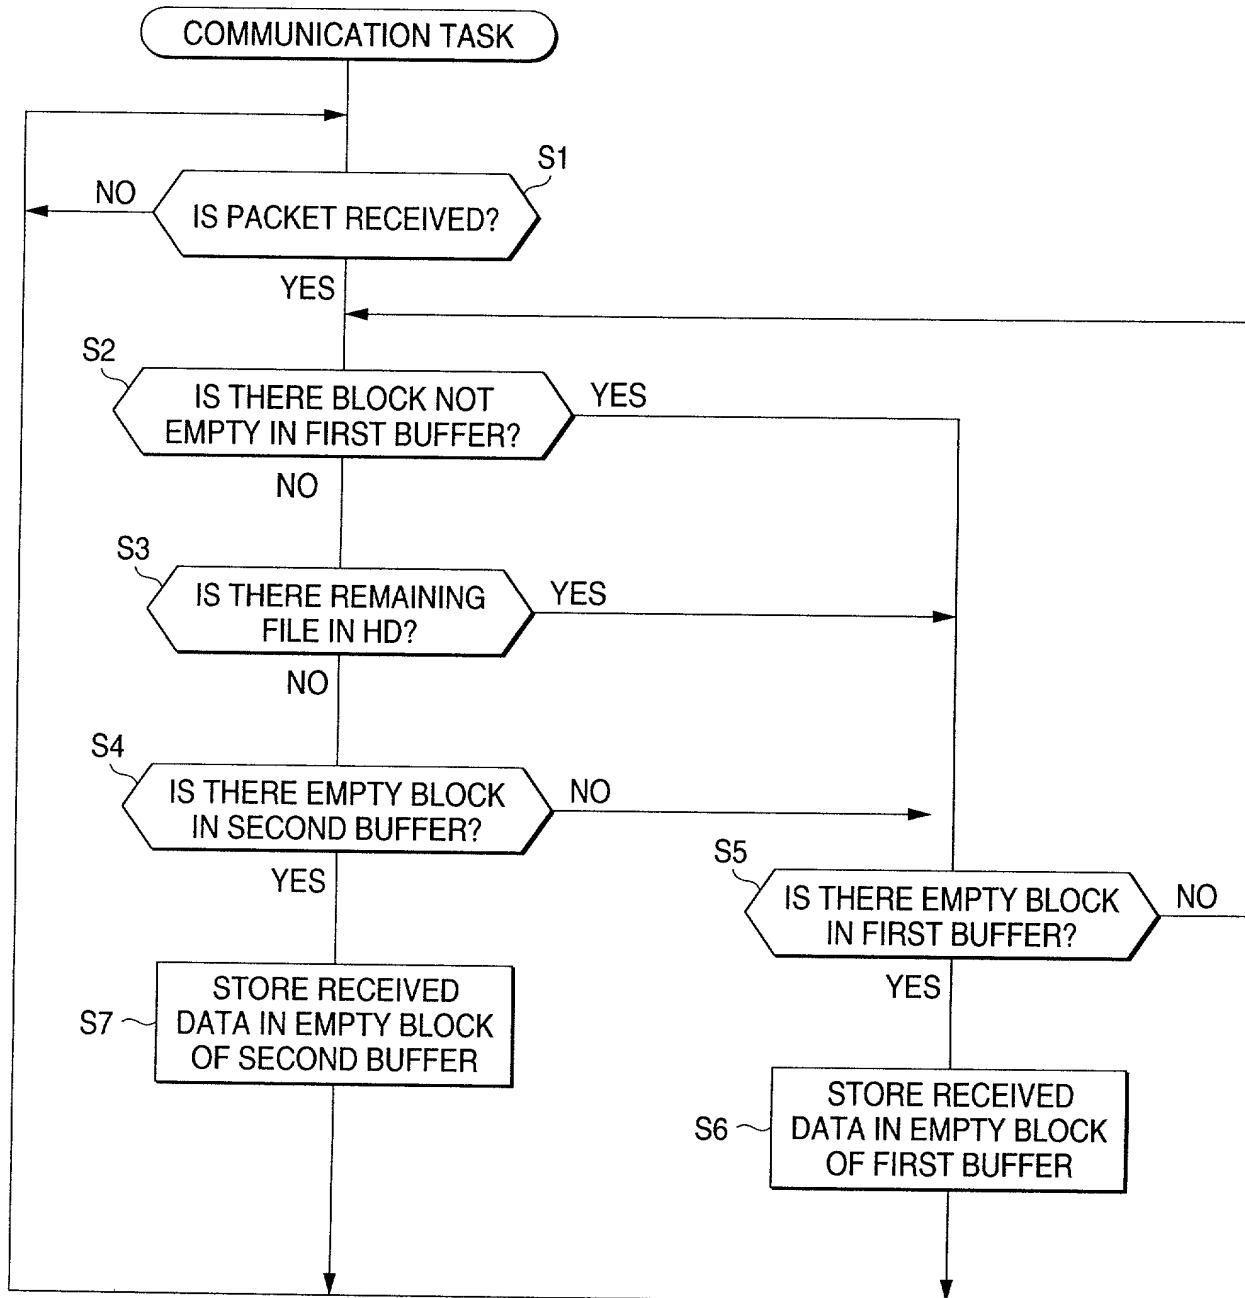 COMMUNICATION TASK
S1
NO
IS PACKET RECEIVED?
YES
S2
IS THERE BLOCK NOT
EMPTY IN FIRST BUFFER?
YES
NO
S3
IS THERE REMAINING
FILE IN HD?
YES
NO
S4
IS THERE EMPTY BLOCK
IN SECOND BUFFER?
NO
YES
S5
IS THERE EMPTY BLOCK
IN FIRST BUFFER?
NO
YES
S7
STORE RECEIVED
DATA IN EMPTY BLOCK
OF SECOND BUFFER
S6
STORE RECEIVED
DATA IN EMPTY BLOCK
OF FIRST BUFFER